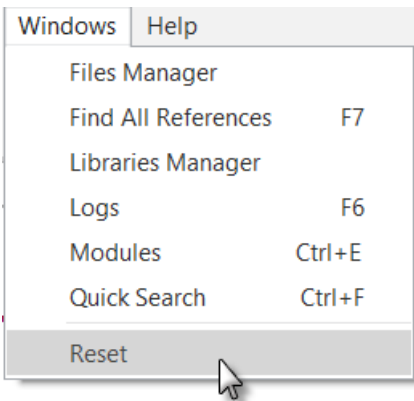 Windows Help
Files Manager
Find All References F7
Libraries Manager
Logs F6
Modules Ctrl+E
Quick Search Ctrl+F
Reset